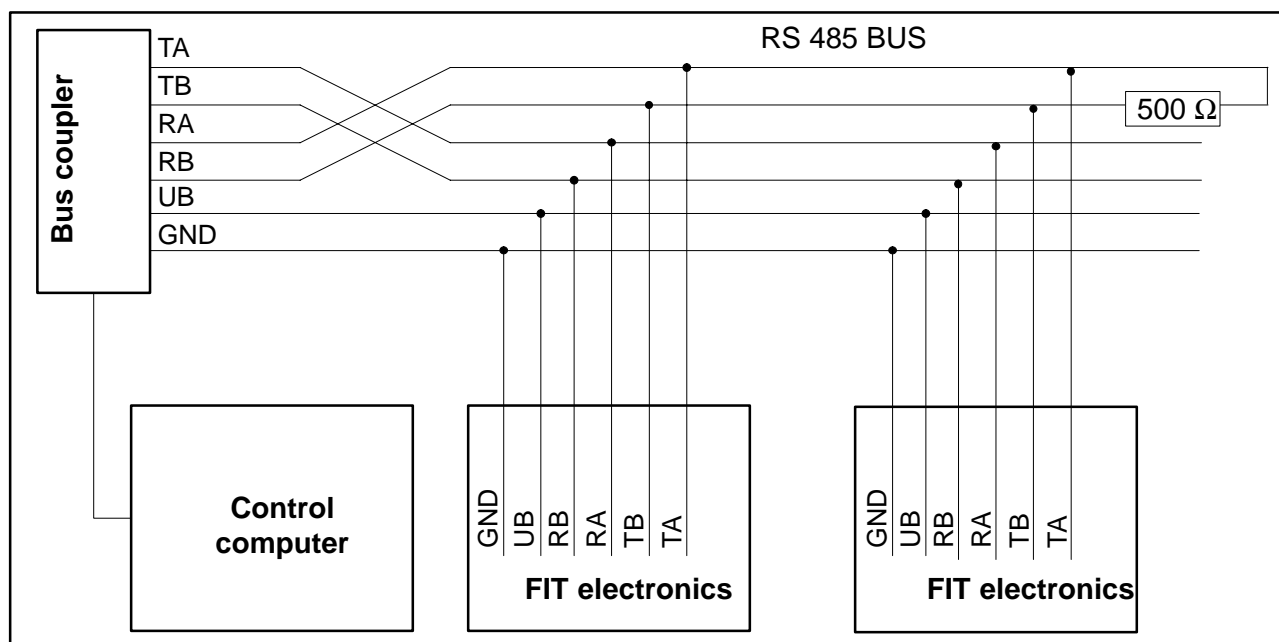 RS 485 BUS
Bus coupler
TA
TB
RA
RB
UB
GND
500 Ω
Control
computer
GND
UB
RB
RA
TB
TA
FIT electronics
GND
UB
RB
RA
TB
TA
FIT electronics